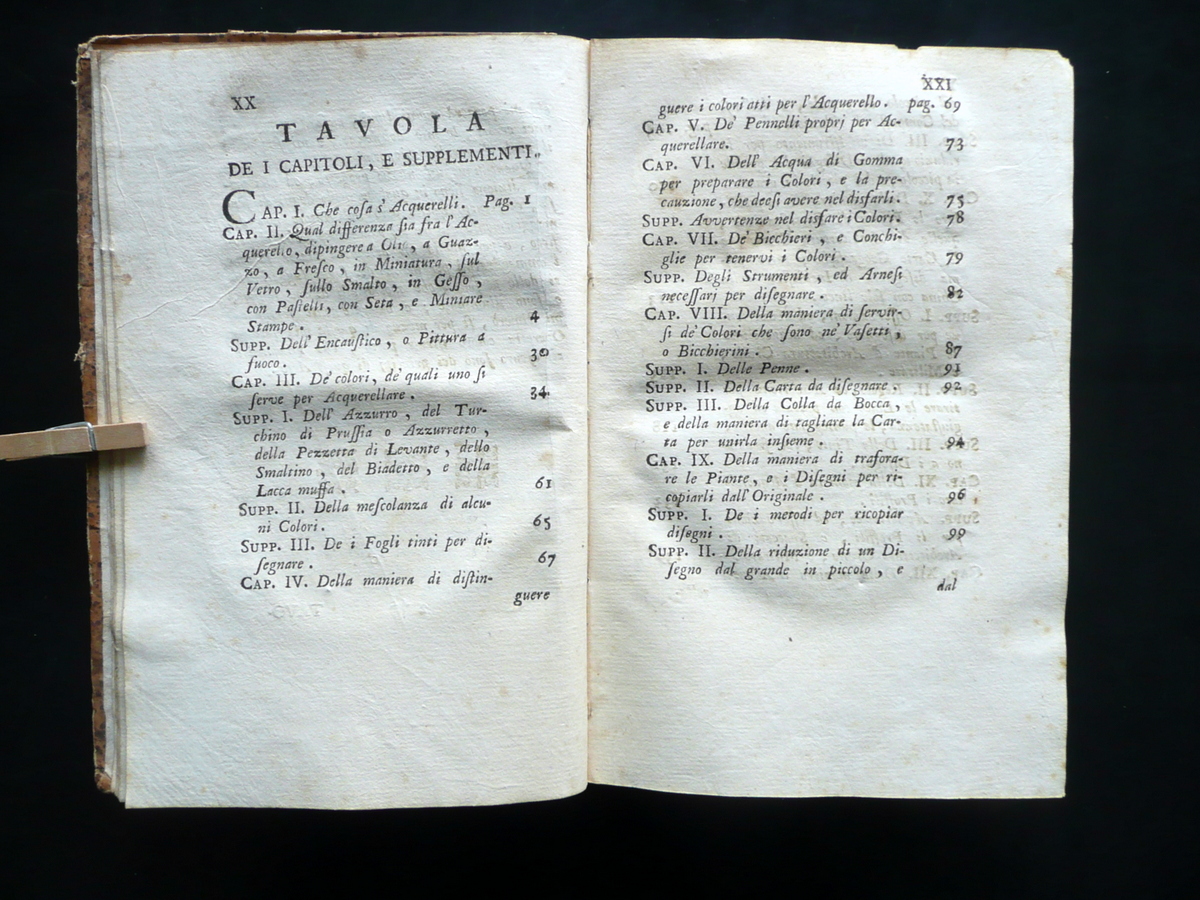 XX
TAVOLA
DE I CAPITOLI, E SUPPLEMENTI.
CAP. I. Che coſa s' Acquerelli. Pag. 1
CAP. II. Qual differenza ſia fra l' Ac-
querello, dipingere a Olio, a Guaz-
zo, a Freſco, in Miniatura, ſul
Vetro, ſullo Smalto, in Geſſo,
con Paſtelli, con Seta, e Miniare
Stampe. 4
SUPP. Dell' Encauſtico, o Pittura a
fuoco. 30
CAP. III. De' colori, de' quali uno ſi
ſerve per Acquerellare. 34
SUPP. I. Dell' Azzurro, del Tur-
chino di Pruſſia o Azzurretto,
della Pezzetta di Levante, dello
Smaltino, del Biadetto, e della
Lacca muffa. 61
SUPP. II. Della meſcolanza di alcu-
ni Colori. 65
SUPP. III. De i Fogli tinti per di-
ſegnare. 67
CAP. IV. Della maniera di diſtin-
guere
XXI
guere i colori atti per l' Acquerello. pag. 69
CAP. V. De' Pennelli proprj per Ac-
querellare. 73
CAP. VI. Dell' Acqua di Gomma
per preparare i Colori, e la pre-
cauzione, che deeſi avere nel disfarli. 75
SUPP. Avvertenze nel disfare i Colori. 78
CAP. VII. De' Bicchieri, e Conchi-
glie per tenervi i Colori. 79
SUPP. Degli Strumenti, ed Arneſi
neceſſarj per diſegnare. 82
CAP. VIII. Della maniera di ſervir-
ſi de' Colori che ſono ne' Vaſetti,
o Bicchierini. 87
SUPP. I. Delle Penne. 91
SUPP. II. Della Carta da diſegnare. 92
SUPP. III. Della Colla da Bocca,
e della maniera di tagliare la Car-
ta per unirla inſieme. 94
CAP. IX. Della maniera di trafora-
re le Piante, e i Diſegni per ri-
copiarli dall' Originale. 96
SUPP. I. De i metodi per ricopiar
diſegni. 99
SUPP. II. Della riduzione di un Di-
ſegno dal grande in piccolo, e
dal